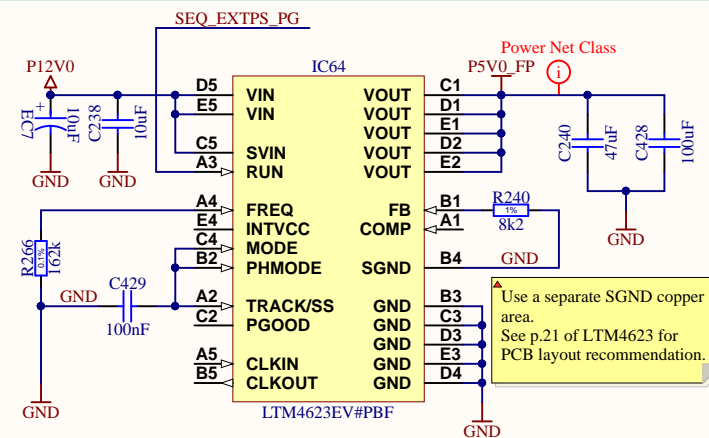 SEQ_EXTPS_PG
Power Net Class
P12V0
IC64
P5V0_FP
i
D5 VIN VOUT C1
E5 VIN VOUT D1
VOUT E1
C5 SVIN VOUT D2
A3 RUN VOUT E2
+
EC7
10uF
C238
10uF
C240
47uF
C428
100uF
GND
GND
GND
A4 FREQ FB B1
R240
1%
8k2
E4 INTVCC COMP A1
C4 MODE
B2 PHMODE SGND B4
GND
R266
0.1%
162k
GND
C429
100nF
A2 TRACK/SS GND B3
C2 PGOOD GND C3
GND D3
A5 CLKIN GND E3
B5 CLKOUT GND D4
Use a separate SGND copper
area.
See p.21 of LTM4623 for
PCB layout recommendation.
GND
LTM4623EV#PBF
GND